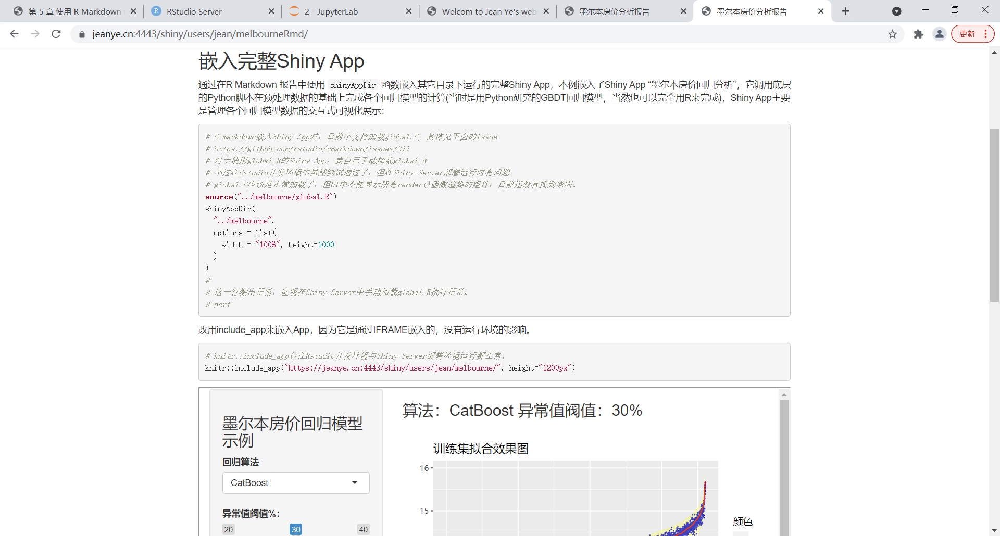 第 5 章 使用 R Markdown
RStudio Server
2 - JupyterLab
Welcom to Jean Ye's web
墨尔本房价分析报告
墨尔本房价分析报告
jeanye.cn:4443/shiny/users/jean/melbourneRmd/
更新
嵌入完整Shiny App
通过在R Markdown 报告中使用 shinyAppDir 函数嵌入其它目录下运行的完整Shiny App，本例嵌入了Shiny App “墨尔本房价回归分析”，它调用底层
的Python脚本在预处理数据的基础上完成各个回归模型的计算(当时是用Python研究的GBDT回归模型，当然也可以完全用R来完成)，Shiny App主要
是管理各个回归模型数据的交互式可视化展示：
# R markdown嵌入Shiny App时，目前不支持加载global.R, 具体见下面的issue
# https://github.com/rstudio/rmarkdown/issues/211
# 对于使用global.R的Shiny App，要自己手动加载global.R
# 不过在Rstudio开发环境中虽然测试通过了，但在Shiny Server部署运行时有问题。
# global.R应该是正常加载了，但UI中不能显示所有render()函数渲染的组件，目前还没有找到原因。
source("../melbourne/global.R")
shinyAppDir(
"../melbourne",
options = list(
width = "100%", height=1000
)
)
#
# 这一行输出正常，证明在Shiny Server中手动加载global.R执行正常。
# perf
改用include_app来嵌入App，因为它是通过IFRAME嵌入的，没有运行环境的影响。
# knitr::include_app()在Rstudio开发环境与Shiny Server部署环境运行都正常。
knitr::include_app("https://jeanye.cn:4443/shiny/users/jean/melbourne/", height="1200px")
墨尔本房价回归模型
示例
回归算法
CatBoost
异常值阀值%：
20 30 40
算法：CatBoost 异常值阀值：30%
训练集拟合效果图
16
15
颜色